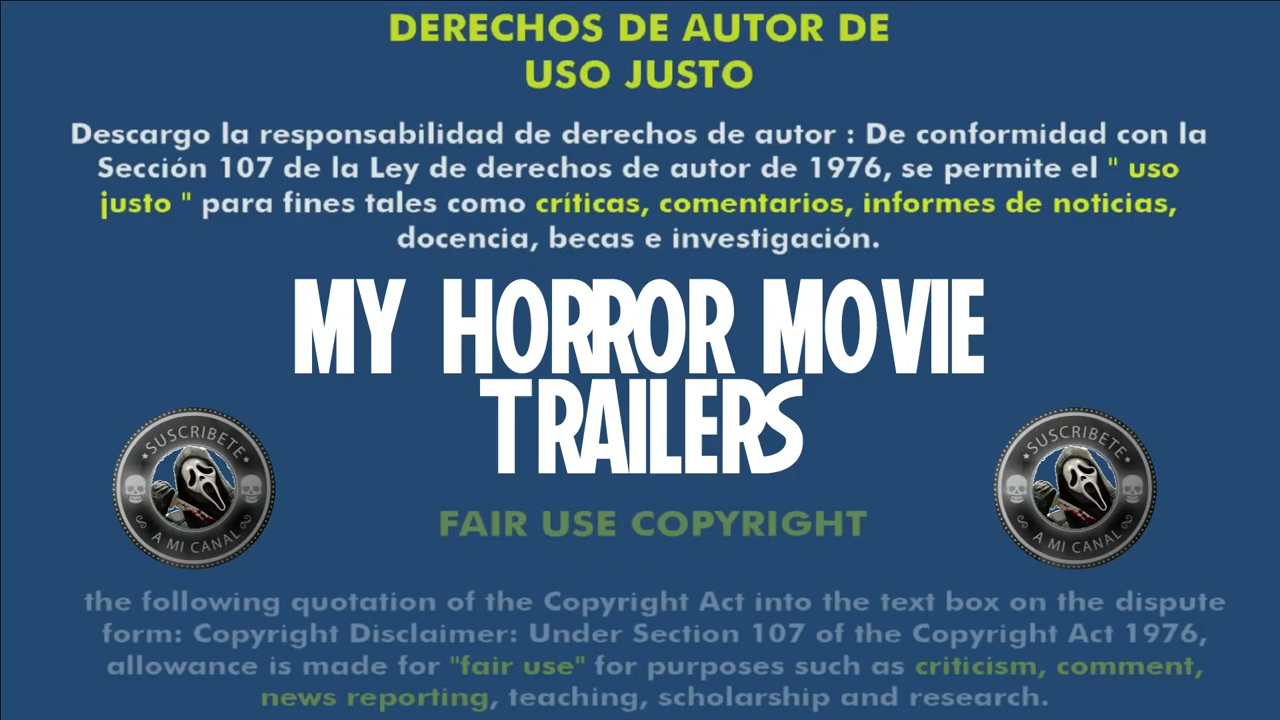 DERECHOS DE AUTOR DE
USO JUSTO
Descargo la responsabilidad de derechos de autor : De conformidad con la
Sección 107 de la Ley de derechos de autor de 1976, se permite el " uso
justo " para fines tales como críticas, comentarios, informes de noticias,
docencia, becas e investigación.
MY HORROR MOVIE
TRAILERS
SUSCRIBETE
A MI CANAL
SUSCRIBETE
A MI CANAL
FAIR USE COPYRIGHT
the following quotation of the Copyright Act into the text box on the dispute
form: Copyright Disclaimer: Under Section 107 of the Copyright Act 1976,
allowance is made for "fair use" for purposes such as criticism, comment,
news reporting, teaching, scholarship and research.